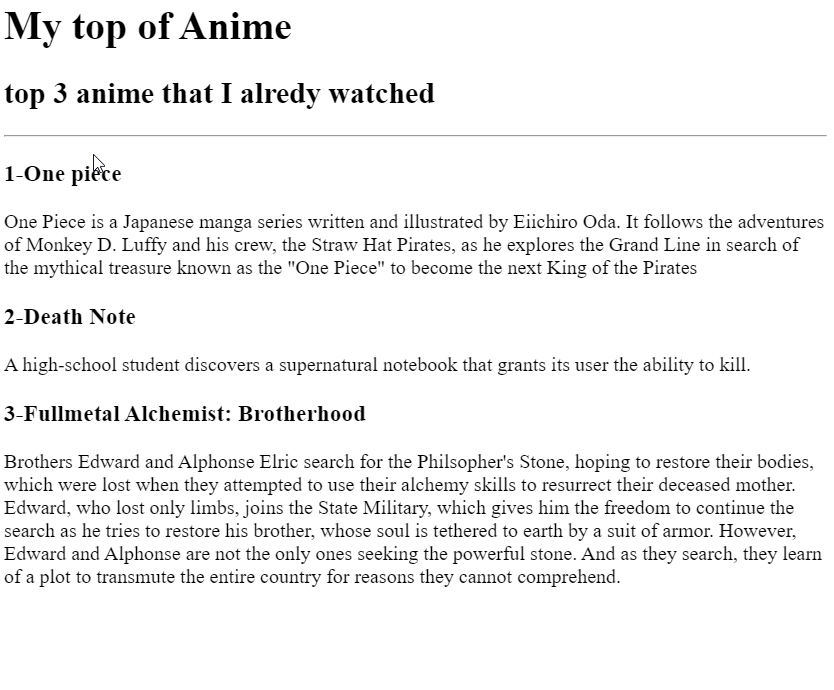 My top of Anime
top 3 anime that I alredy watched
1-One piece
One Piece is a Japanese manga series written and illustrated by Eiichiro Oda. It follows the adventures
of Monkey D. Luffy and his crew, the Straw Hat Pirates, as he explores the Grand Line in search of
the mythical treasure known as the "One Piece" to become the next King of the Pirates
2-Death Note
A high-school student discovers a supernatural notebook that grants its user the ability to kill.
3-Fullmetal Alchemist: Brotherhood
Brothers Edward and Alphonse Elric search for the Philsopher's Stone, hoping to restore their bodies,
which were lost when they attempted to use their alchemy skills to resurrect their deceased mother.
Edward, who lost only limbs, joins the State Military, which gives him the freedom to continue the
search as he tries to restore his brother, whose soul is tethered to earth by a suit of armor. However,
Edward and Alphonse are not the only ones seeking the powerful stone. And as they search, they learn
of a plot to transmute the entire country for reasons they cannot comprehend.